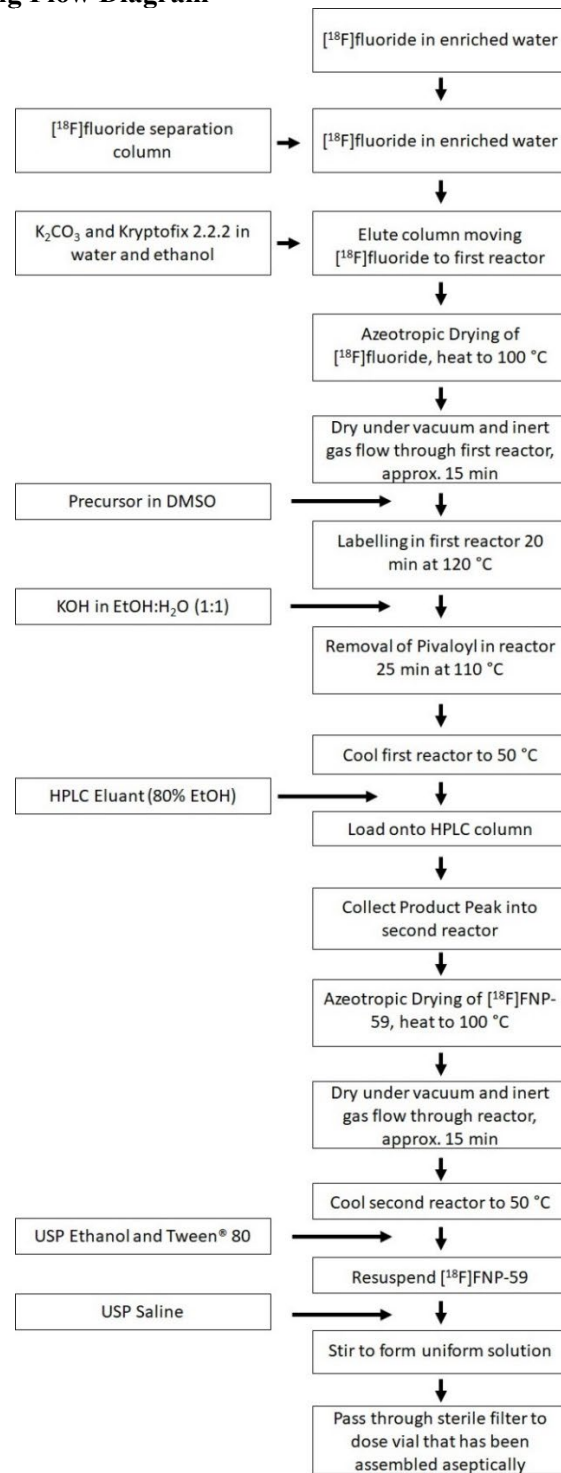 ng Flow Diagram
[¹⁸F]fluoride in enriched water
[¹⁸F]fluoride separation
column
[¹⁸F]fluoride in enriched water
K₂CO₃ and Kryptofix 2.2.2 in
water and ethanol
Elute column moving
[¹⁸F]fluoride to first reactor
Azeotropic Drying of
[¹⁸F]fluoride, heat to 100 °C
Dry under vacuum and inert
gas flow through first reactor,
approx. 15 min
Precursor in DMSO
Labelling in first reactor 20
min at 120 °C
KOH in EtOH:H₂O (1:1)
Removal of Pivaloyl in reactor
25 min at 110 °C
Cool first reactor to 50 °C
HPLC Eluant (80% EtOH)
Load onto HPLC column
Collect Product Peak into
second reactor
Azeotropic Drying of [¹⁸F]FNP-
59, heat to 100 °C
Dry under vacuum and inert
gas flow through reactor,
approx. 15 min
Cool second reactor to 50 °C
USP Ethanol and Tween® 80
Resuspend [¹⁸F]FNP-59
USP Saline
Stir to form uniform solution
Pass through sterile filter to
dose vial that has been
assembled aseptically